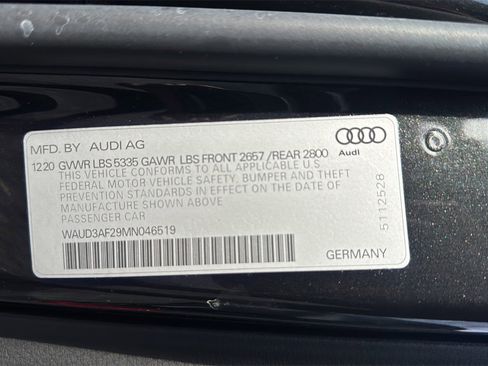 MFD. BY AUDI AG
1220 GVWR LBS 5335 GAWR LBS FRONT 2657 /REAR 2800
THIS VEHICLE CONFORMS TO ALL APPLICABLE U.S.
FEDERAL MOTOR VEHICLE SAFETY, BUMPER AND THEFT
PREVENTION STANDARDS IN EFFECT ON THE DATE OF
MANUFACTURE SHOWN ABOVE
PASSENGER CAR
WAUD3AF29MN046519
Audi
5112528
GERMANY